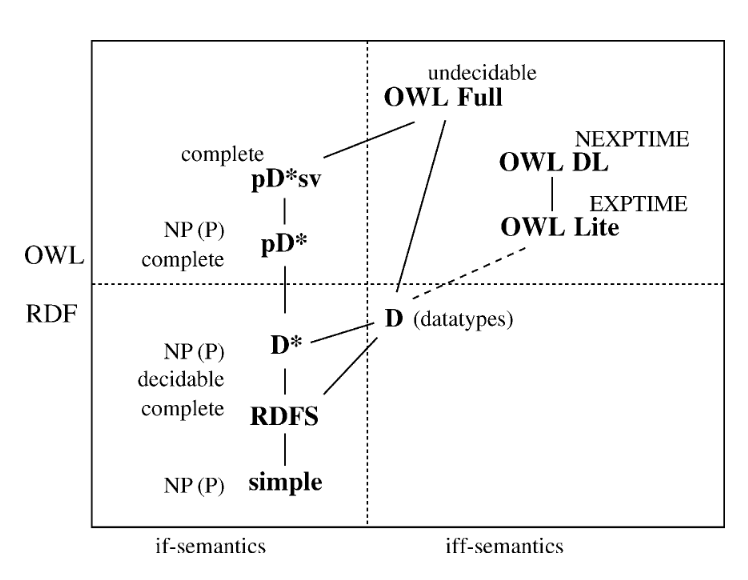 undecidable
OWL Full
NEXPTIME
OWL DL
complete
pD*sv
EXPTIME
OWL Lite
NP (P)
complete
pD*
OWL
RDF
D (datatypes)
D*
NP (P)
decidable
complete
RDFS
NP (P)
simple
if-semantics
iff-semantics